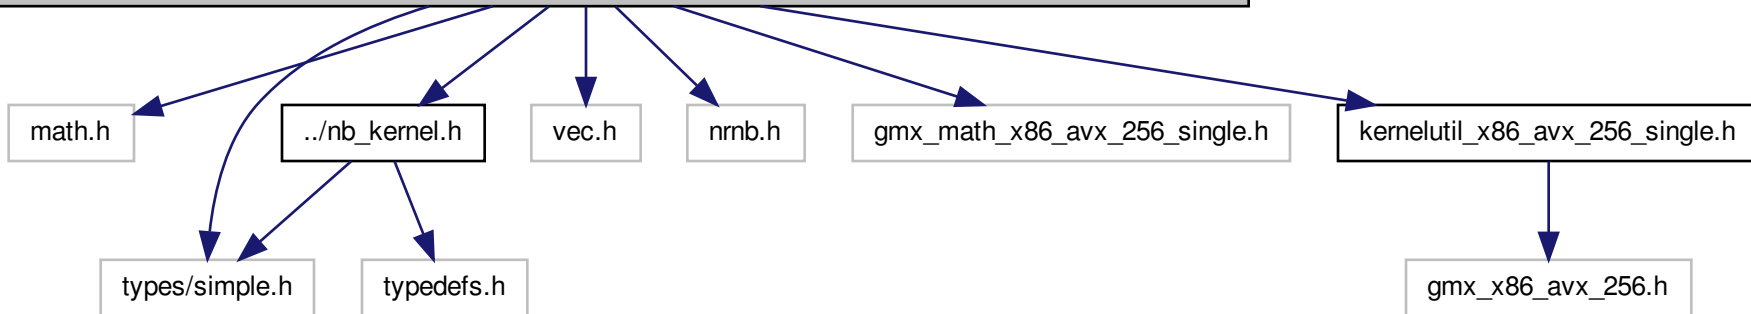 math.h
../nb_kernel.h
vec.h
nrnb.h
gmx_math_x86_avx_256_single.h
kernelutil_x86_avx_256_single.h
types/simple.h
typedefs.h
gmx_x86_avx_256.h